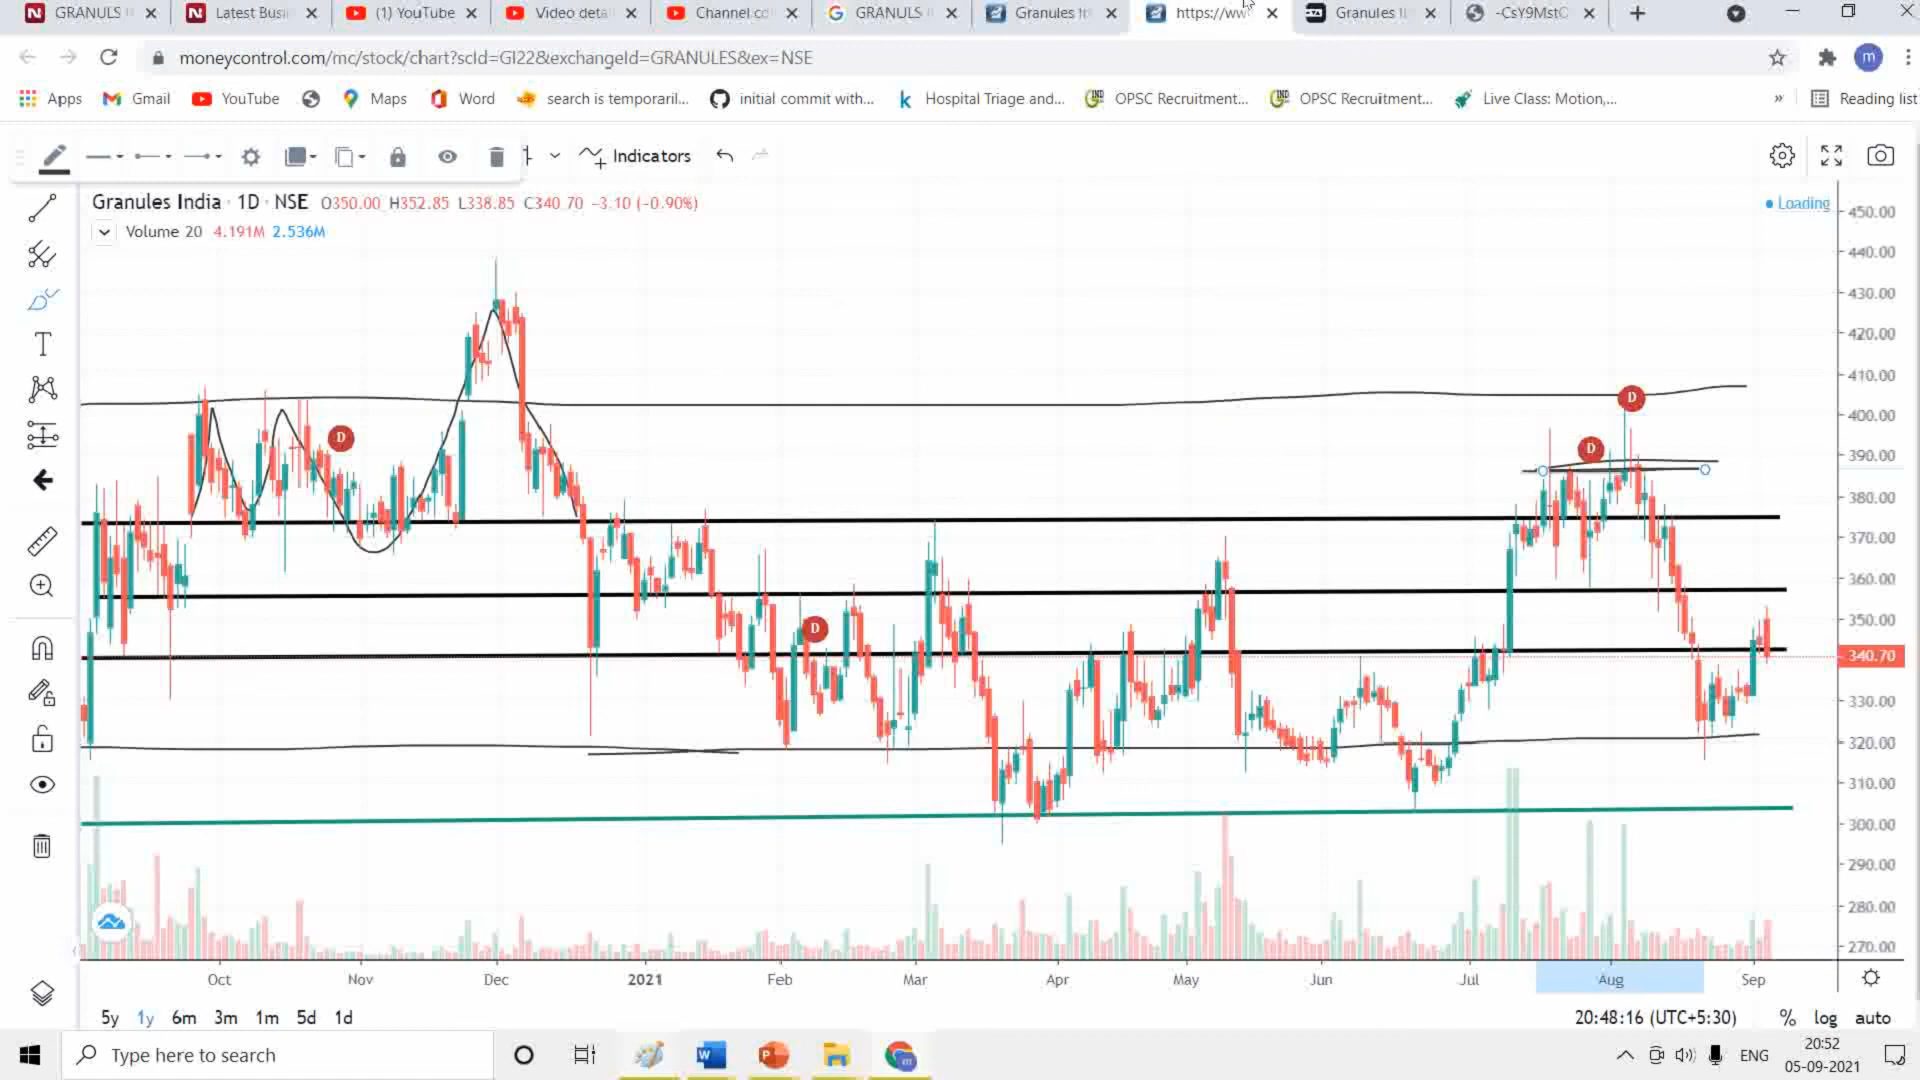 GRANULS I
Latest Busi
(1) YouTube
Video deta
Channel co
GRANULS I
Granules In
https://ww
Granules II
-CsY9MstC
moneycontrol.com/mc/stock/chart?scId=GI22&exchangeId=GRANULES&ex=NSE
m
Apps
Gmail
YouTube
Maps
Word
search is temporaril...
initial commit with...
Hospital Triage and...
OPSC Recruitment...
OPSC Recruitment...
Live Class: Motion,...
»
Reading list
Indicators
Granules India · 1D · NSE O350.00 H352.85 L338.85 C340.70 −3.10 (−0.90%)
Loading
Volume 20 4.191M 2.536M
450.00
440.00
430.00
420.00
410.00
400.00
390.00
380.00
370.00
360.00
350.00
340.70
330.00
320.00
310.00
300.00
290.00
280.00
270.00
D
D
D
D
T
Oct Nov Dec 2021 Feb Mar Apr May Jun Jul Aug Sep
5y 1y 6m 3m 1m 5d 1d
20:48:16 (UTC+5:30) % log auto
Type here to search
ENG
20:52
05-09-2021